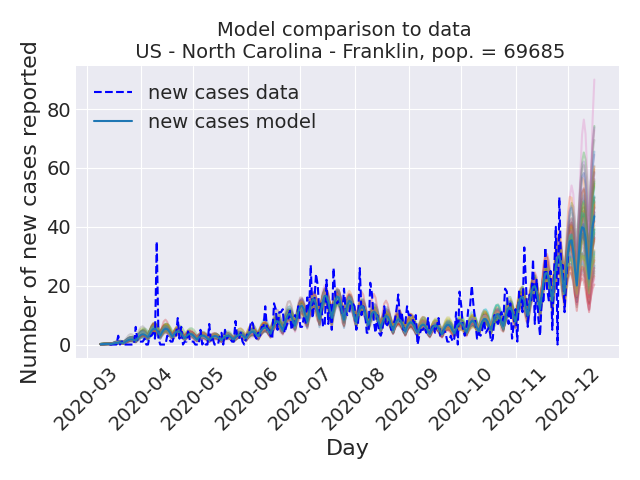 Model comparison to data
US - North Carolina - Franklin, pop. = 69685
Number of new cases reported
new cases data
new cases model
80
60
40
20
0
2020-03
2020-04
2020-05
2020-06
2020-07
2020-08
2020-09
2020-10
2020-11
2020-12
Day